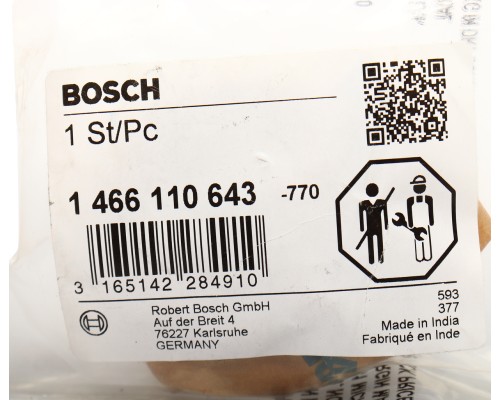 BOSCH
1 St/Pc
1 466 110 643 -770
3 165142 284910
Robert Bosch GmbH
Auf der Breit 4
76227 Karlsruhe
GERMANY
593
377
Made in India
Fabriqué en Inde